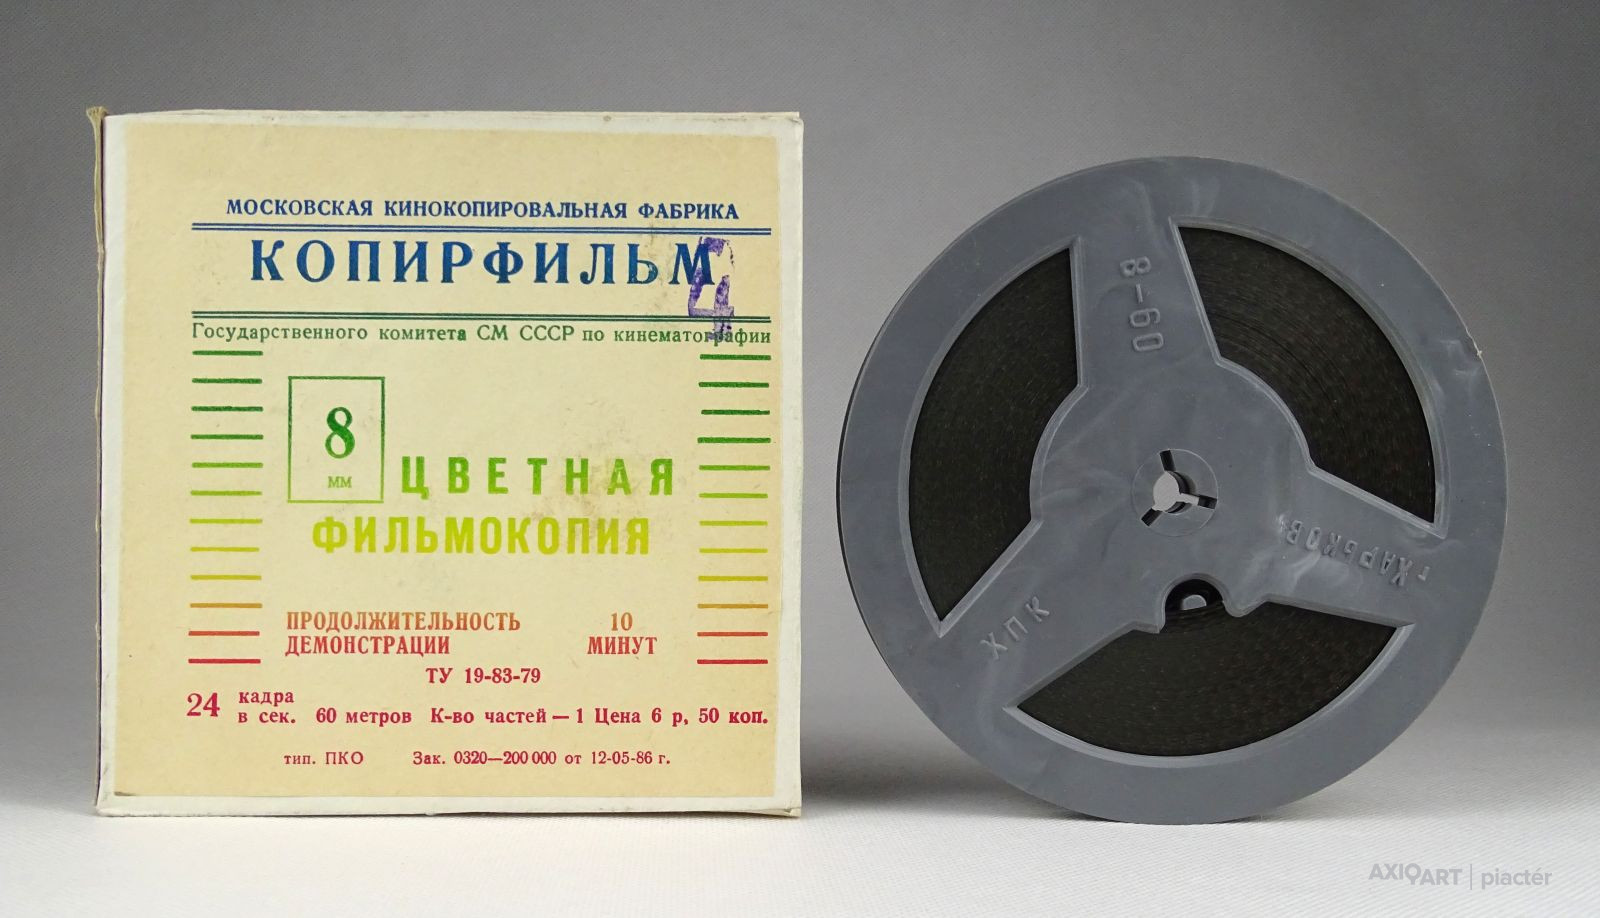 МОСКОВСКАЯ КИНОКОПИРОВАЛЬНАЯ ФАБРИКА
КОПИРФИЛЬМ
4
Государственного комитета СМ СССР по кинематографии
8
мм
ЦВЕТНАЯ
ФИЛЬМОКОПИЯ
ПРОДОЛЖИТЕЛЬНОСТЬ 10
ДЕМОНСТРАЦИИ МИНУТ
ТУ 19-83-79
24 кадра
в сек. 60 метров К-во частей — 1 Цена 6 р, 50 коп.
тип. ПКО Зак. 0320—200 000 от 12-05-86 г.
8-60
г ХАРЬКОВ
ХПК
AXIOART | piactér